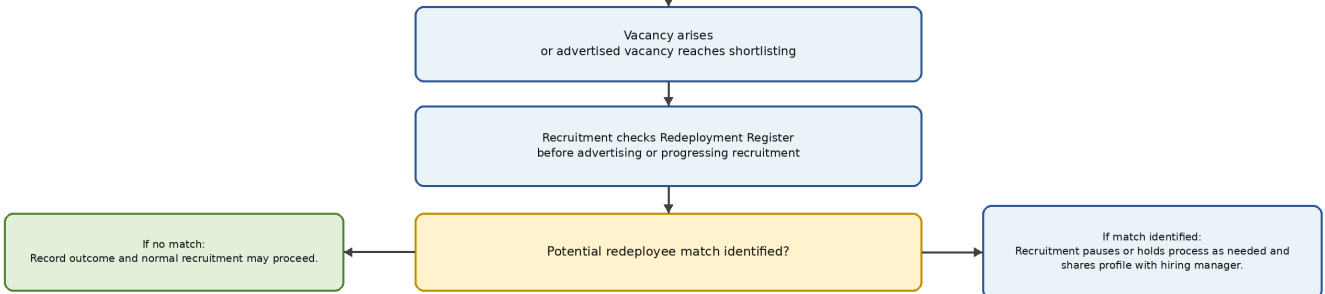 Vacancy arises
or advertised vacancy reaches shortlisting
Recruitment checks Redeployment Register
before advertising or progressing recruitment
If no match:
Record outcome and normal recruitment may proceed.
Potential redeployee match identified?
If match identified:
Recruitment pauses or holds process as needed and
shares profile with hiring manager.